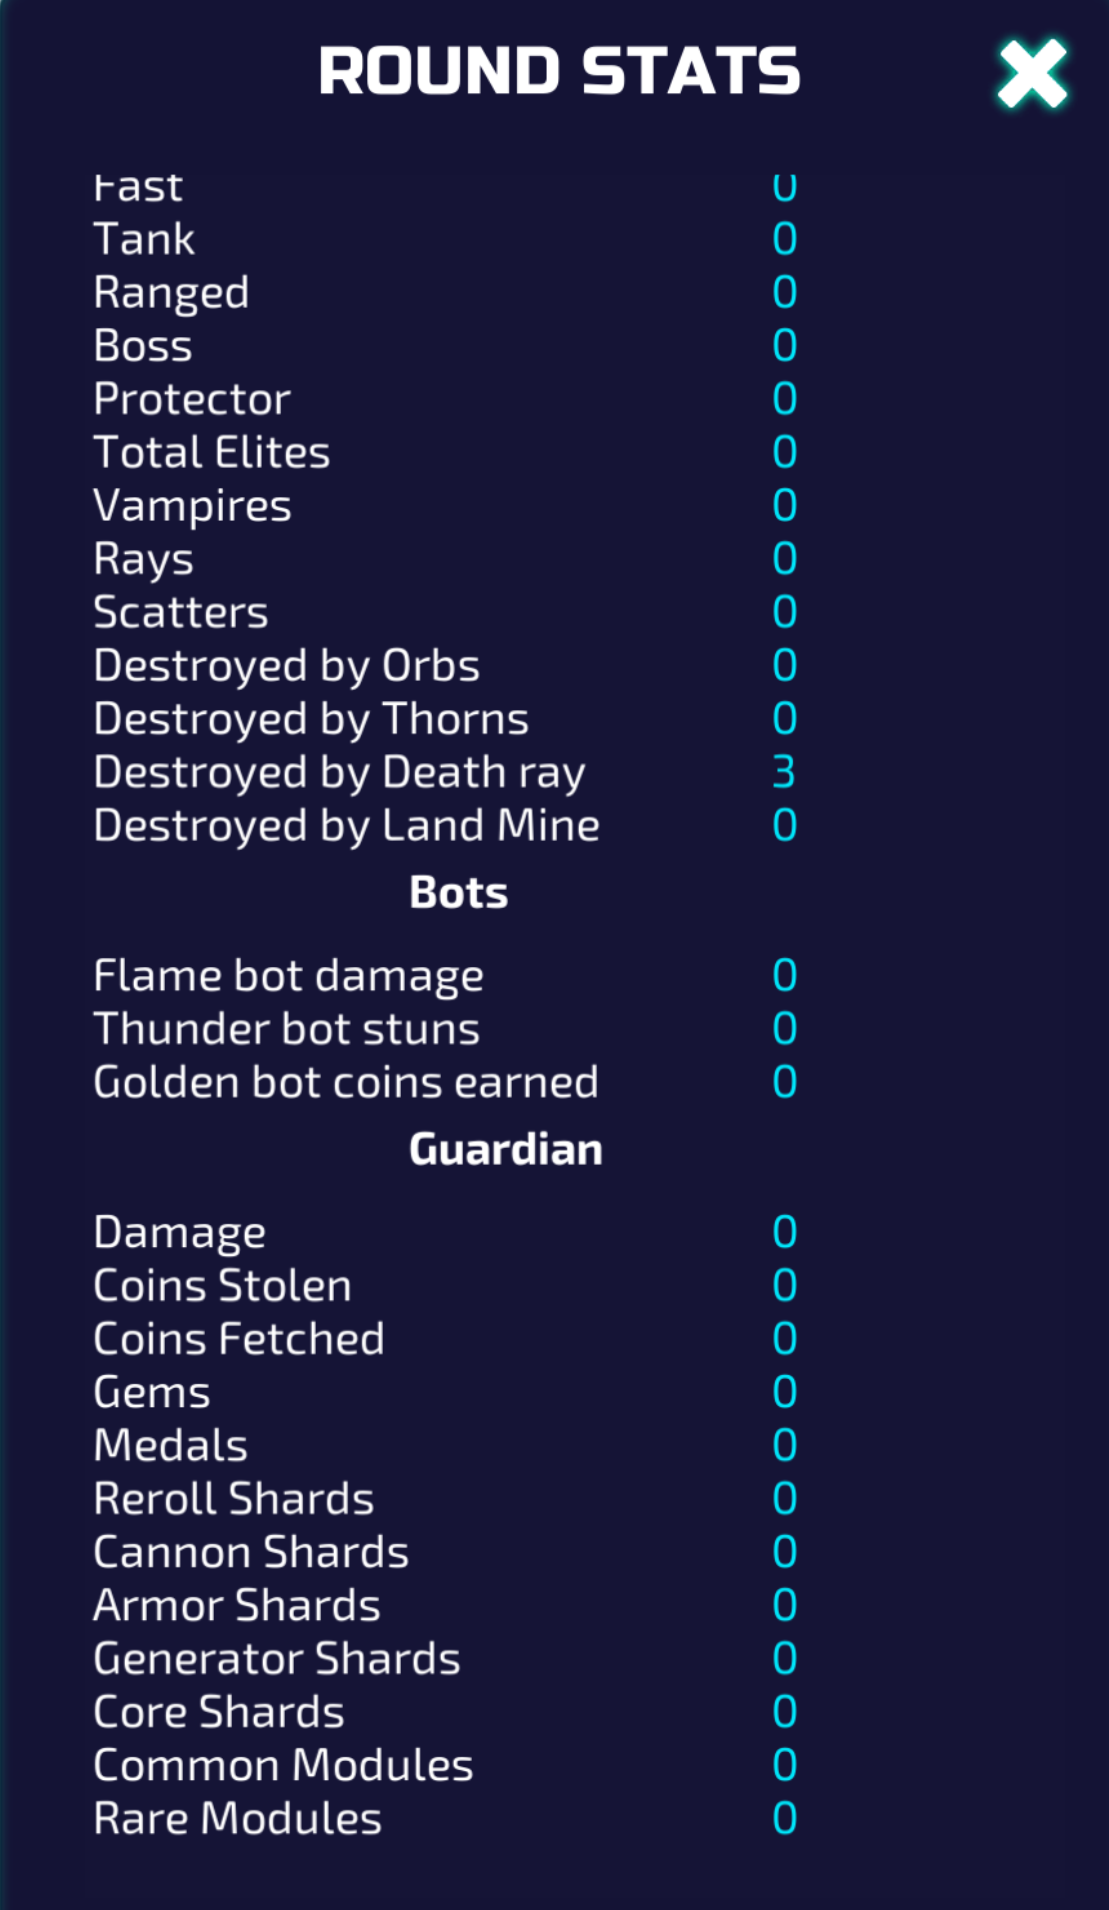 ROUND STATS
Fast 0
Tank 0
Ranged 0
Boss 0
Protector 0
Total Elites 0
Vampires 0
Rays 0
Scatters 0
Destroyed by Orbs 0
Destroyed by Thorns 0
Destroyed by Death ray 3
Destroyed by Land Mine 0
Bots
Flame bot damage 0
Thunder bot stuns 0
Golden bot coins earned 0
Guardian
Damage 0
Coins Stolen 0
Coins Fetched 0
Gems 0
Medals 0
Reroll Shards 0
Cannon Shards 0
Armor Shards 0
Generator Shards 0
Core Shards 0
Common Modules 0
Rare Modules 0